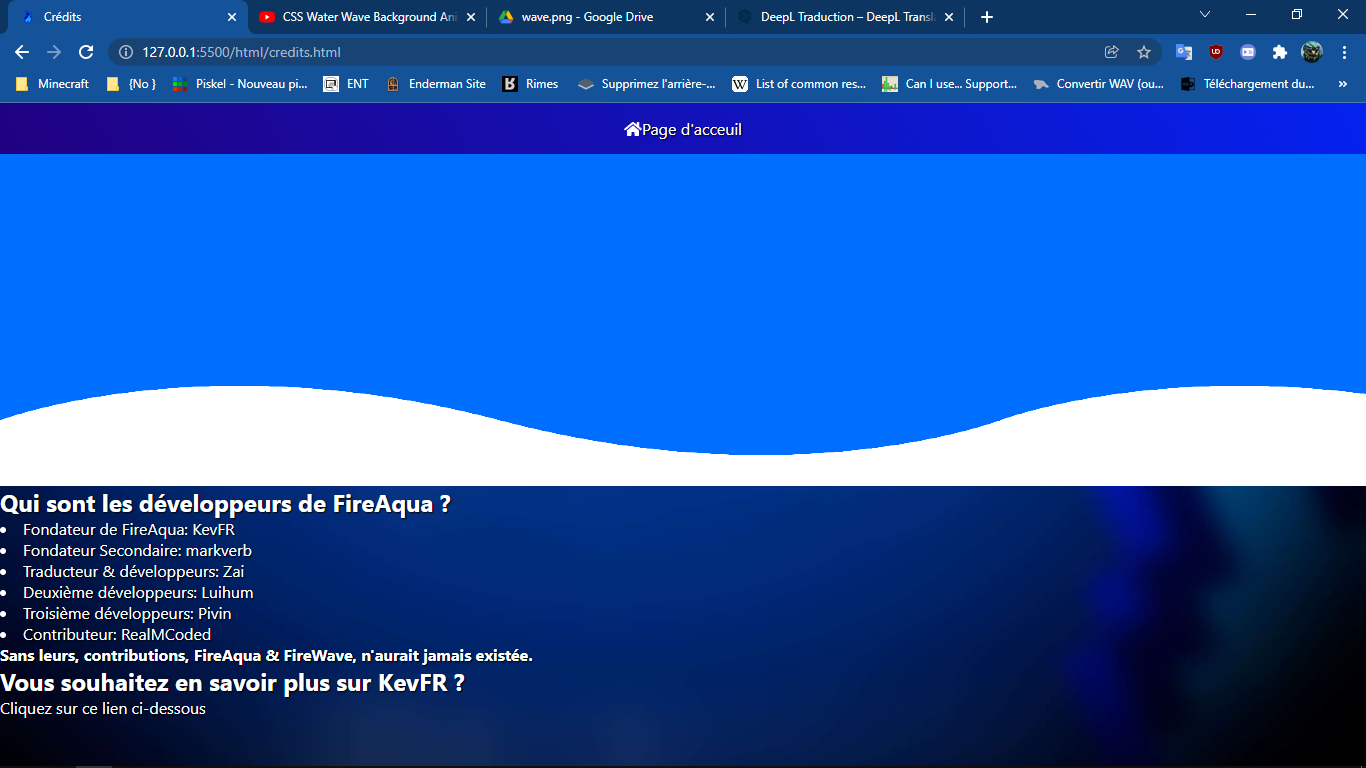 Crédits
CSS Water Wave Background Ani
wave.png - Google Drive
DeepL Traduction – DeepL Transla
127.0.0.1:5500/html/credits.html
Minecraft
{No }
Piskel - Nouveau pi...
ENT
Enderman Site
Rimes
Supprimez l'arrière-...
List of common res...
Can I use... Support...
Convertir WAV (ou...
Téléchargement du...
»
Page d'acceuil
Qui sont les développeurs de FireAqua ?
• Fondateur de FireAqua: KevFR
• Fondateur Secondaire: markverb
• Traducteur & développeurs: Zai
• Deuxième développeurs: Luihum
• Troisième développeurs: Pivin
• Contributeur: RealMCoded
Sans leurs, contributions, FireAqua & FireWave, n'aurait jamais existée.
Vous souhaitez en savoir plus sur KevFR ?
Cliquez sur ce lien ci-dessous